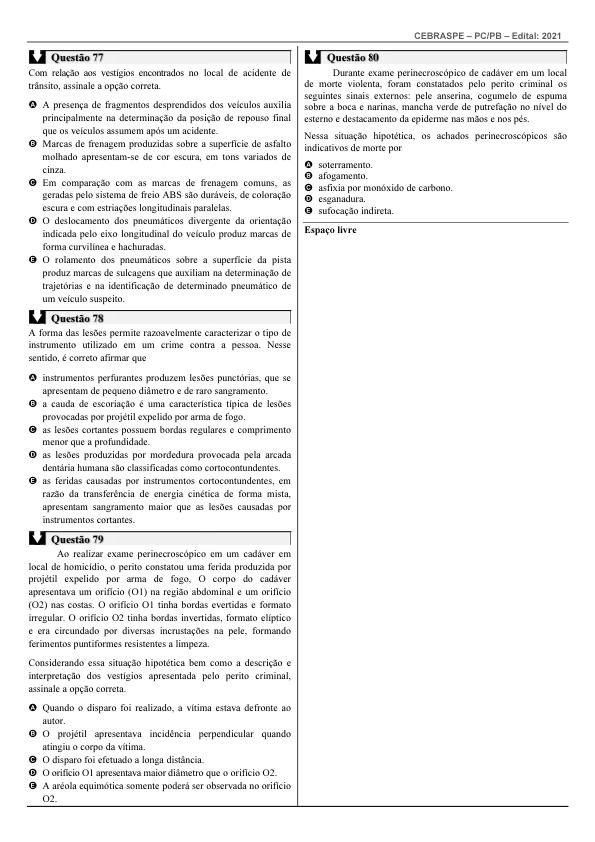 CEBRASPE – PC/PB – Edital: 2021
Questão 77
Com relação aos vestígios encontrados no local de acidente de
trânsito, assinale a opção correta.
A A presença de fragmentos desprendidos dos veículos auxilia
principalmente na determinação da posição de repouso final
que os veículos assumem após um acidente.
B Marcas de frenagem produzidas sobre a superfície de asfalto
molhado apresentam-se de cor escura, em tons variados de
cinza.
C Em comparação com as marcas de frenagem comuns, as
geradas pelo sistema de freio ABS são duráveis, de coloração
escura e com estriações longitudinais paralelas.
D O deslocamento dos pneumáticos divergente da orientação
indicada pelo eixo longitudinal do veículo produz marcas de
forma curvilínea e hachuradas.
E O rolamento dos pneumáticos sobre a superfície da pista
produz marcas de sulcagens que auxiliam na determinação de
trajetórias e na identificação de determinado pneumático de
um veículo suspeito.
Questão 78
A forma das lesões permite razoavelmente caracterizar o tipo de
instrumento utilizado em um crime contra a pessoa. Nesse
sentido, é correto afirmar que
A instrumentos perfurantes produzem lesões punctórias, que se
apresentam de pequeno diâmetro e de raro sangramento.
B a cauda de escoriação é uma característica típica de lesões
provocadas por projétil expelido por arma de fogo.
C as lesões cortantes possuem bordas regulares e comprimento
menor que a profundidade.
D as lesões produzidas por mordedura provocada pela arcada
dentária humana são classificadas como cortocontundentes.
E as feridas causadas por instrumentos cortocontundentes, em
razão da transferência de energia cinética de forma mista,
apresentam sangramento maior que as lesões causadas por
instrumentos cortantes.
Questão 79
Ao realizar exame perinecroscópico em um cadáver em
local de homicídio, o perito constatou uma ferida produzida por
projétil expelido por arma de fogo, O corpo do cadáver
apresentava um orifício (O1) na região abdominal e um orifício
(O2) nas costas. O orifício O1 tinha bordas evertidas e formato
irregular. O orifício O2 tinha bordas invertidas, formato elíptico
e era circundado por diversas incrustações na pele, formando
ferimentos puntiformes resistentes a limpeza.
Considerando essa situação hipotética bem como a descrição e
interpretação dos vestígios apresentada pelo perito criminal,
assinale a opção correta.
A Quando o disparo foi realizado, a vítima estava defronte ao
autor.
B O projétil apresentava incidência perpendicular quando
atingiu o corpo da vítima.
C O disparo foi efetuado a longa distância.
D O orifício O1 apresentava maior diâmetro que o orifício O2.
E A aréola equimótica somente poderá ser observada no orifício
O2.
Questão 80
Durante exame perinecroscópico de cadáver em um local
de morte violenta, foram constatados pelo perito criminal os
seguintes sinais externos: pele anserina, cogumelo de espuma
sobre a boca e narinas, mancha verde de putrefação no nível do
esterno e destacamento da epiderme nas mãos e nos pés.
Nessa situação hipotética, os achados perinecroscópicos são
indicativos de morte por
A soterramento.
B afogamento.
C asfixia por monóxido de carbono.
D esganadura.
E sufocação indireta.
Espaço livre